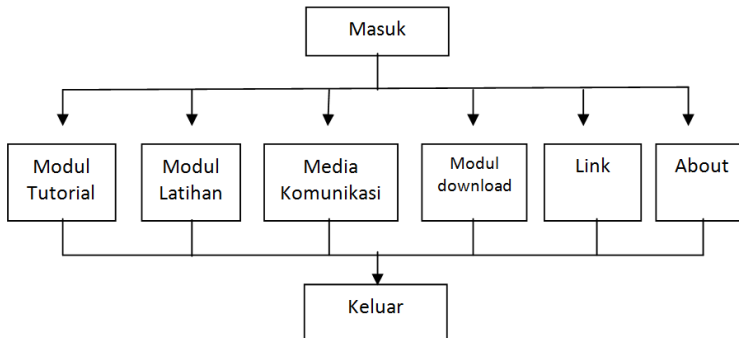 Masuk
Modul
Tutorial
Modul
Latihan
Media
Komunikasi
Modul
download
Link
About
Keluar